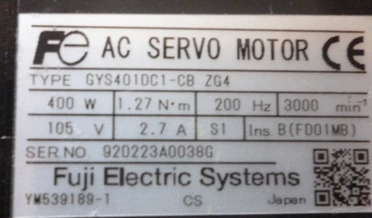 Fe AC SERVO MOTOR CE
TYPE GYS401DC1-CB ZG4
400 W 1.27 N·m 200 Hz 3000 min⁻¹
105 V 2.7 A S1 Ins. B(FD01MB)
SER.NO. 92D223A0038G
Fuji Electric Systems
YM539189-1 CS Japan